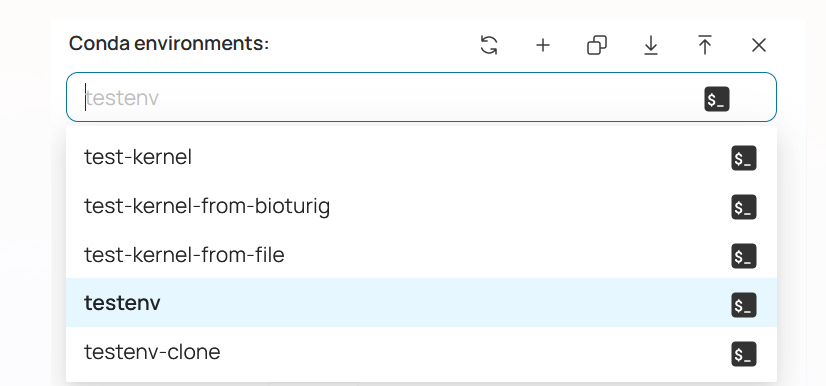 Conda environments:
testenv
$_
test-kernel
$_
test-kernel-from-bioturig
$_
test-kernel-from-file
$_
testenv
$_
testenv-clone
$_